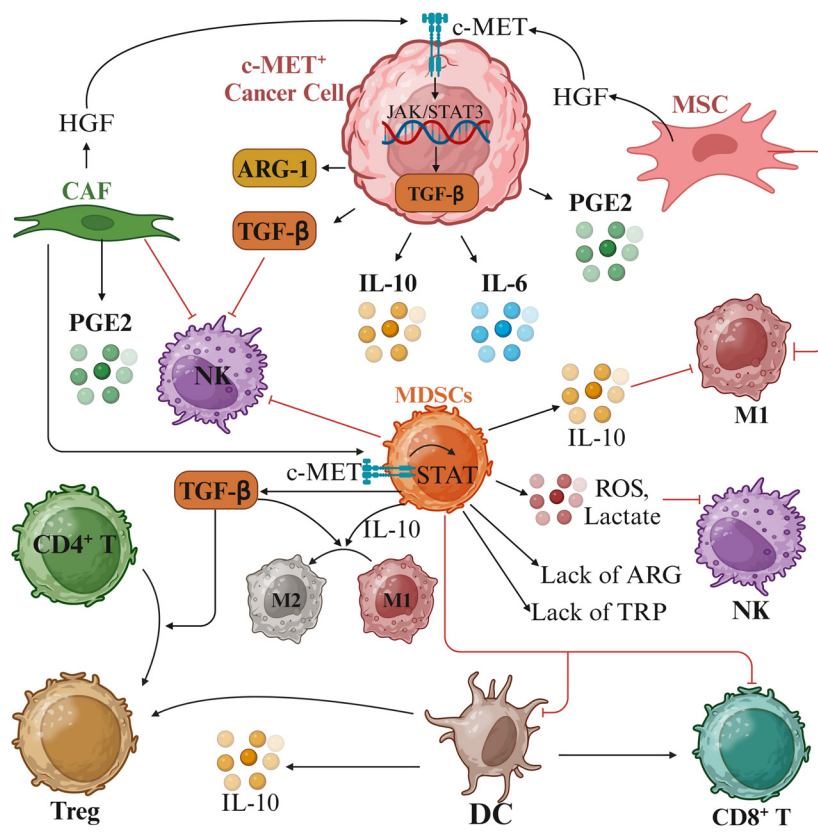 c-MET
c-MET⁺
Cancer Cell
HGF
HGF
MSC
JAK/STAT3
ARG-1
TGF-β
CAF
PGE2
TGF-β
IL-10
IL-6
PGE2
NK
MDSCs
M1
IL-10
c-MET
STAT
TGF-β
ROS,
Lactate
IL-10
CD4⁺ T
Lack of ARG
M2
M1
Lack of TRP
NK
Treg
IL-10
DC
CD8⁺ T